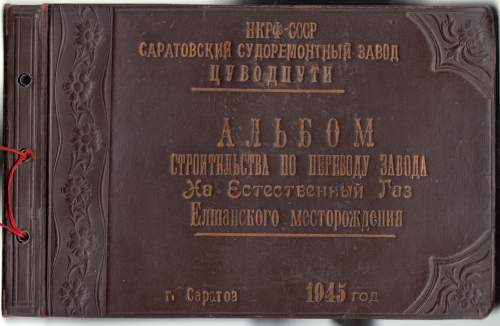 НКРФ-СССР
САРАТОВСКИЙ СУДОРЕМОНТНЫЙ ЗАВОД
ЦУВОДПУТИ
АЛЬБОМ
СТРОИТЕЛЬСТВА ПО ПЕРЕВОДУ ЗАВОДА
На Естественный Газ
Елшанского месторождения
г. Саратов 1945 год